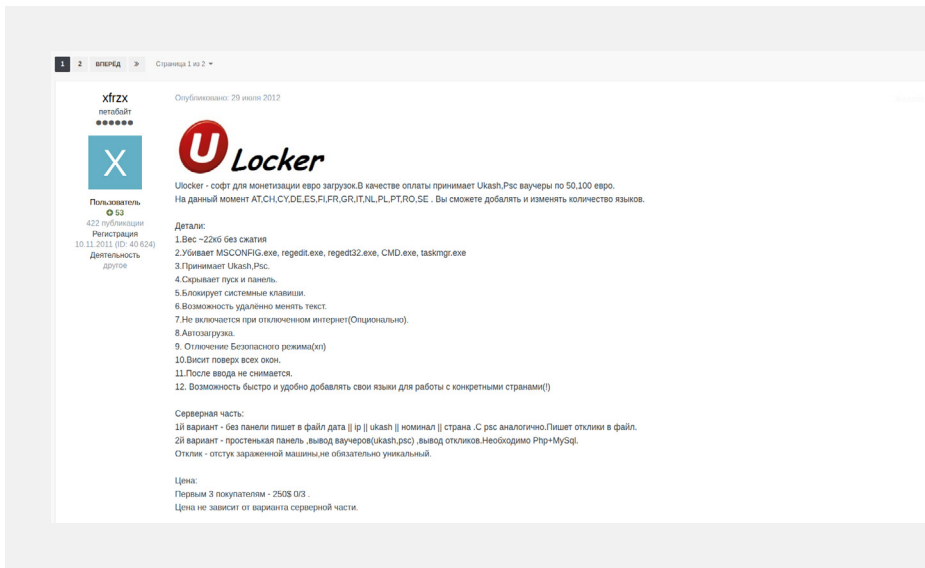 1 2 ВПЕРЁД » Страница 1 из 2
xfrzx
петабайт
X
Пользователь
53
422 публикации
Регистрация
10.11.2011 (ID: 40 624)
Деятельность
другое
Опубликовано: 29 июля 2012
U Locker
Ulocker - софт для монетизации евро загрузок.В качестве оплаты принимает Ukash,Psc ваучеры по 50,100 евро.
На данный момент AT,CH,CY,DE,ES,FI,FR,GR,IT,NL,PL,PT,RO,SE . Вы сможете добалять и изменять количество языков.
Детали:
1.Вес ~22кб без сжатия
2.Убивает MSCONFIG.exe, regedit.exe, regedt32.exe, CMD.exe, taskmgr.exe
3.Принимает Ukash,Psc.
4.Скрывает пуск и панель.
5.Блокирует системные клавиши.
6.Возможность удалённо менять текст.
7.Не включается при отключенном интернет(Опционально).
8.Автозагрузка.
9. Отлючение Безопасного режима(хп)
10.Висит поверх всех окон.
11.После ввода не снимается.
12. Возможность быстро и удобно добавлять свои языки для работы с конкретными странами(!)
Серверная часть:
1й вариант - без панели пишет в файл дата || ip || ukash || номинал || страна .С psc аналогично.Пишет отклики в файл.
2й вариант - простенькая панель ,вывод ваучеров(ukash,psc) ,вывод откликов.Необходимо Php+MySql.
Отклик - отстук зараженной машины,не обязательно уникальный.
Цена:
Первым 3 покупателям - 250$ 0/3 .
Цена не зависит от варианта серверной части.